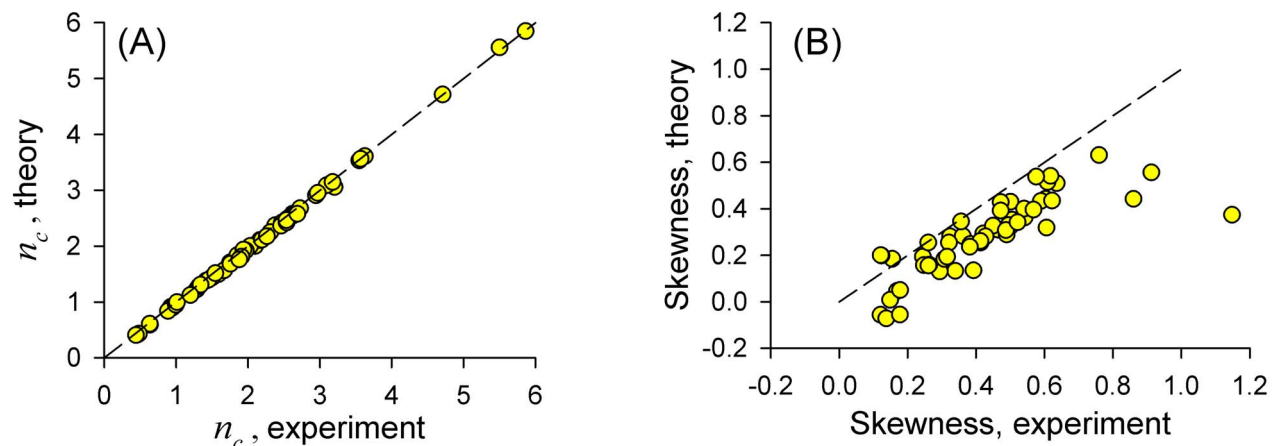 (A)
6
5
4
3
2
1
0
n_c, theory
0 1 2 3 4 5 6
n_c, experiment
(B)
1.2
1.0
0.8
0.6
0.4
0.2
0.0
-0.2
Skewness, theory
-0.2 0.0 0.2 0.4 0.6 0.8 1.0 1.2
Skewness, experiment